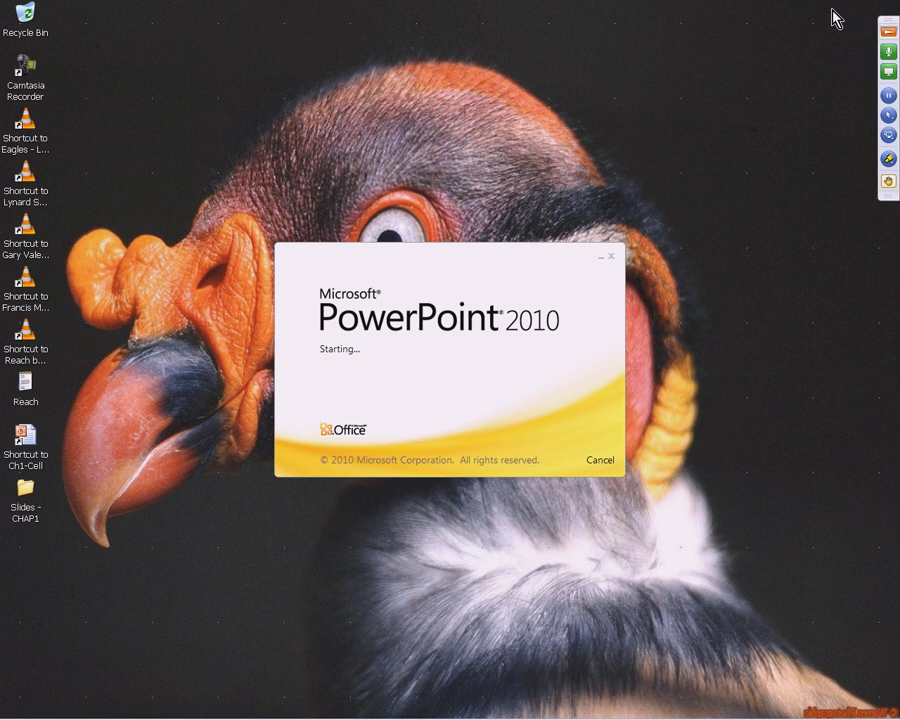 Recycle Bin
Camtasia
Recorder
Shortcut to
Eagles - L...
Shortcut to
Lynard S...
Shortcut to
Gary Vale...
Shortcut to
Francis M...
Shortcut to
Reach b...
Reach
Shortcut to
Ch1-Cell
Slides -
CHAP1
Microsoft®
PowerPoint® 2010
Starting...
Microsoft®
Office
© 2010 Microsoft Corporation. All rights reserved.
Cancel